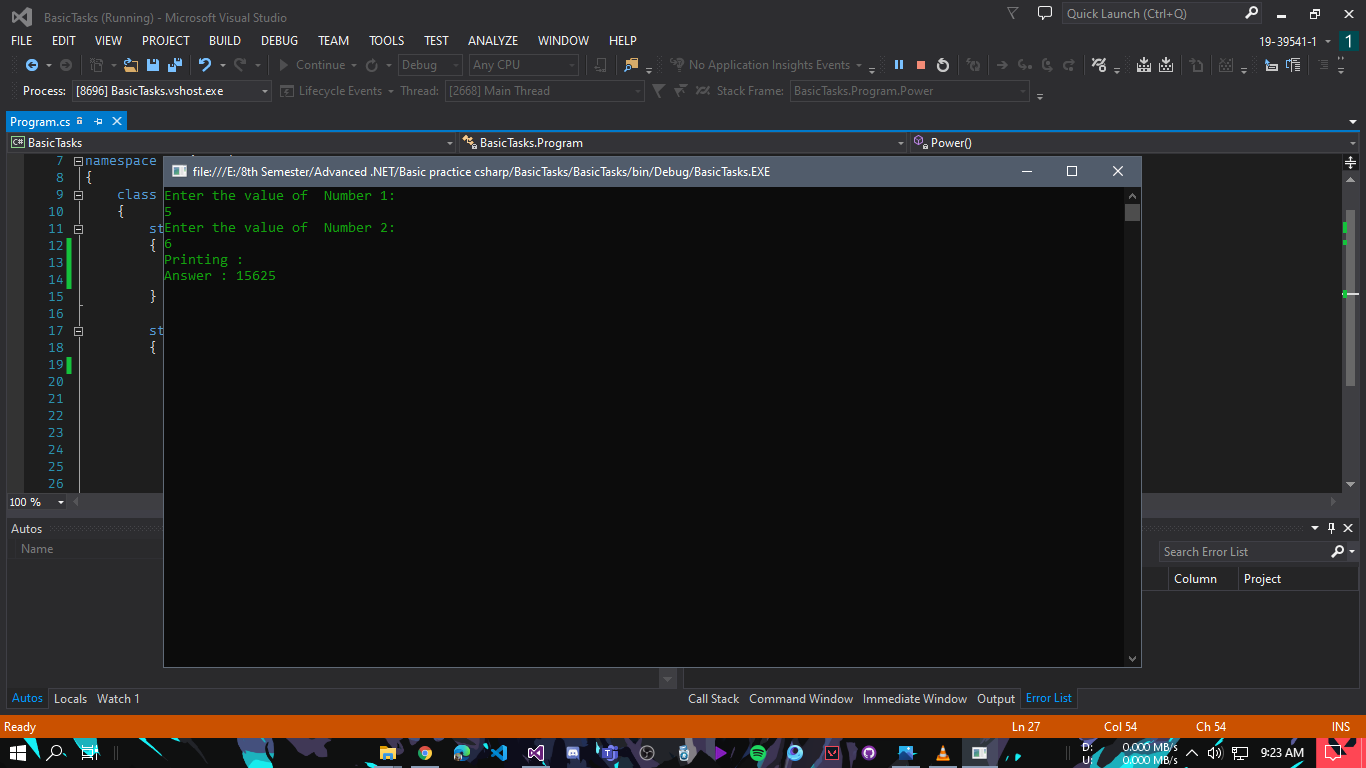 BasicTasks (Running) - Microsoft Visual Studio
Quick Launch (Ctrl+Q)
FILE EDIT VIEW PROJECT BUILD DEBUG TEAM TOOLS TEST ANALYZE WINDOW HELP
19-39541-1 1
Continue Debug Any CPU No Application Insights Events
Process: [8696] BasicTasks.vshost.exe Lifecycle Events Thread: [2668] Main Thread Stack Frame: BasicTasks.Program.Power
Program.cs
C# BasicTasks BasicTasks.Program Power()
7 namespace
8 {
9 class
10 {
11 st
12 {
13
14
15 }
16
17 st
18 {
19
20
21
22
23
24
25
26
file:///E:/8th Semester/Advanced .NET/Basic practice csharp/BasicTasks/BasicTasks/bin/Debug/BasicTasks.EXE
Enter the value of  Number 1:
5
Enter the value of  Number 2:
6
Printing :
Answer : 15625
100 %
Autos
Name
Search Error List
Column Project
Autos Locals Watch 1
Call Stack Command Window Immediate Window Output Error List
Ready Ln 27 Col 54 Ch 54 INS
D: 0.000 MB/s
U: 0.000 MB/s
9:23 AM